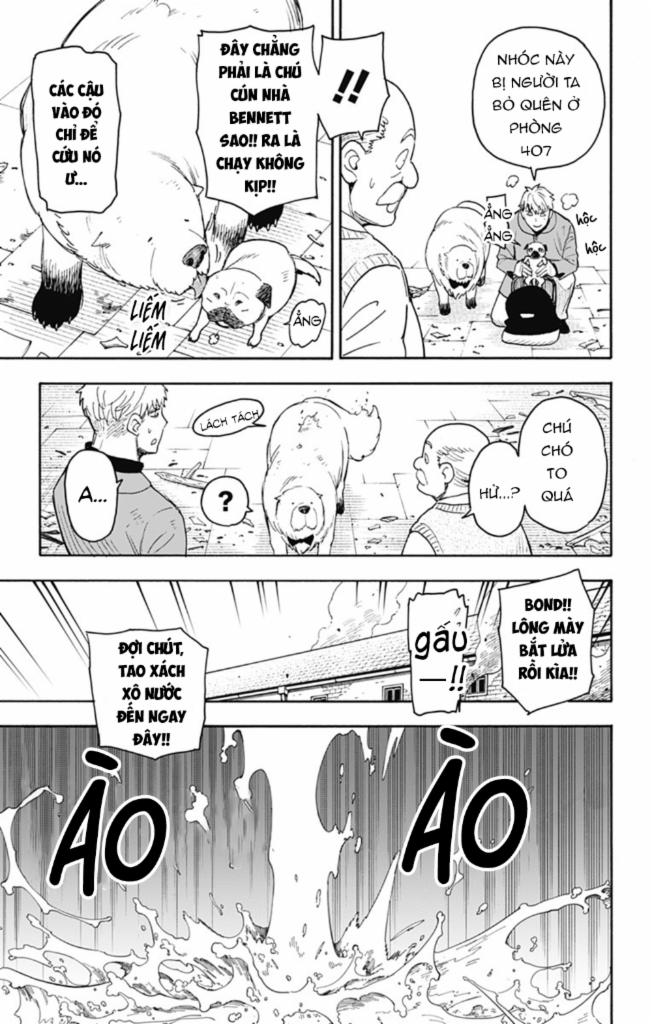 NHÓC NÀY
BỊ NGƯỜI TA
BỎ QUÊN Ở
PHÒNG
407
ẲNG
ẲNG
hộc
hộc
!!
ĐÂY CHẲNG
PHẢI LÀ CHÚ
CÚN NHÀ
BENNETT
SAO!! RA LÀ
CHẠY KHÔNG
KỊP!!
CÁC CẬU
VÀO ĐÓ
CHỈ ĐỂ
CỨU NÓ
Ư...
LIẾM
LIẾM
ẲNG
CHÚ
CHÓ
TO
QUÁ
HỬ...?
LÁCH TÁCH
?
A...
BOND!!
LÔNG MÀY
BẮT LỬA
RỒI KÌA!!
gấu
—!!
ĐỢI CHÚT,
TAO XÁCH
XÔ NƯỚC
ĐẾN NGAY
ĐÂY!!
ÀO
ÀO